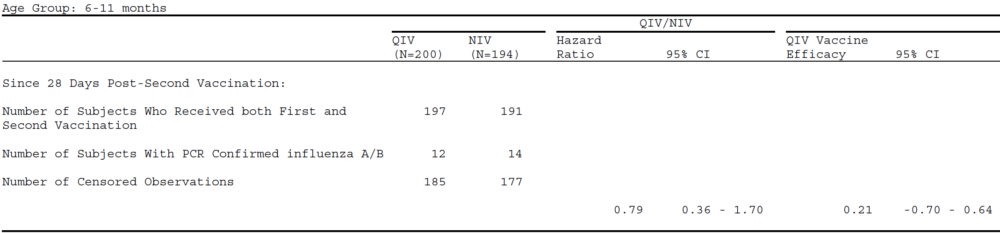 Age Group: 6-11 months
QIV/NIV
QIV NIV Hazard QIV Vaccine
(N=200) (N=194) Ratio 95% CI Efficacy 95% CI
Since 28 Days Post-Second Vaccination:
Number of Subjects Who Received both First and 197 191
Second Vaccination
Number of Subjects With PCR Confirmed influenza A/B 12 14
Number of Censored Observations 185 177
0.79 0.36 - 1.70 0.21 -0.70 - 0.64